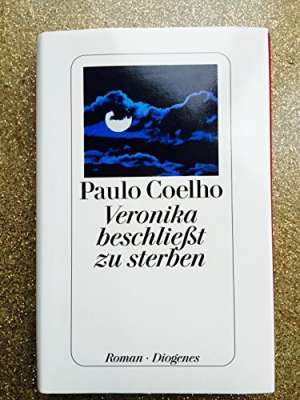 Paulo Coelho
Veronika
beschließt
zu sterben
Roman · Diogenes